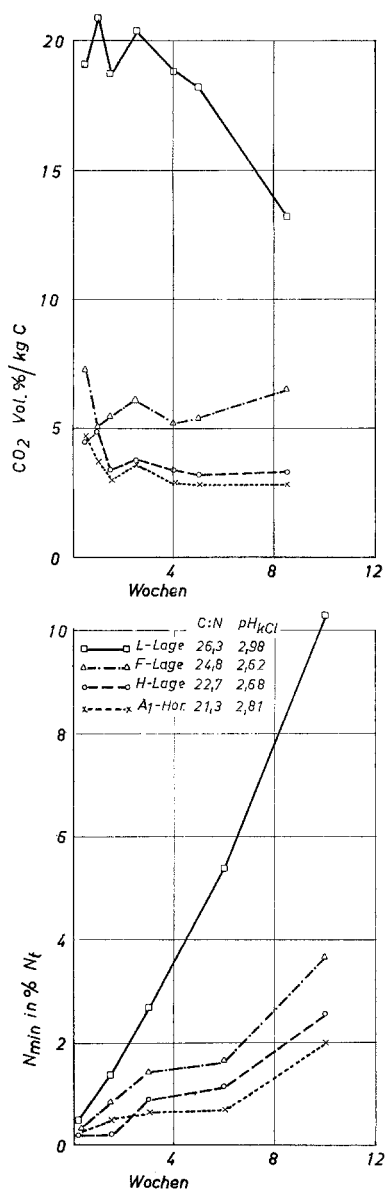 20
15
10
5
0
CO2 Vol.%/kg C
4 8 12
Wochen
C:N pHKCl
L-Lage 26,3 2,98
F-Lage 24,8 2,62
H-Lage 22,7 2,68
A1-Hor. 21,3 2,81
10
8
6
4
2
0
Nmin in % Nt
4 8 12
Wochen